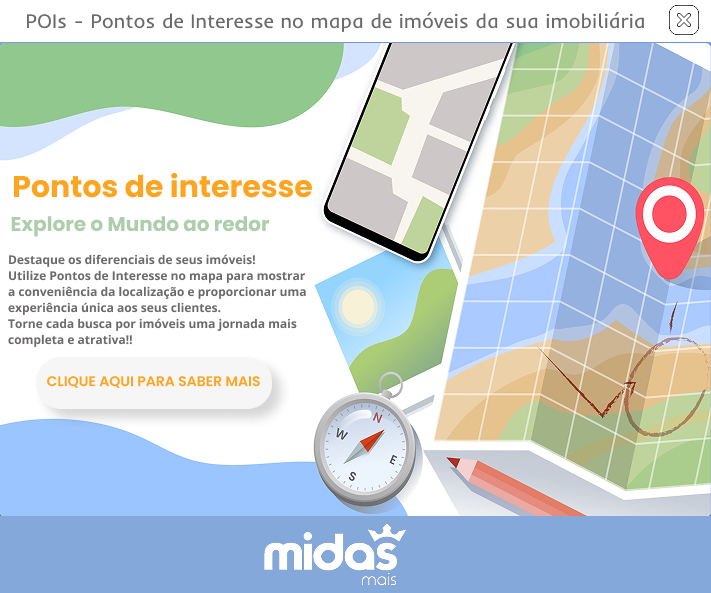 POIs - Pontos de Interesse no mapa de imóveis da sua imobiliária
Pontos de interesse
Explore o Mundo ao redor
Destaque os diferenciais de seus imóveis!
Utilize Pontos de Interesse no mapa para mostrar
a conveniência da localização e proporcionar uma
experiência única aos seus clientes.
Torne cada busca por imóveis uma jornada mais
completa e atrativa!!
CLIQUE AQUI PARA SABER MAIS
N
W
E
S
midas
mais